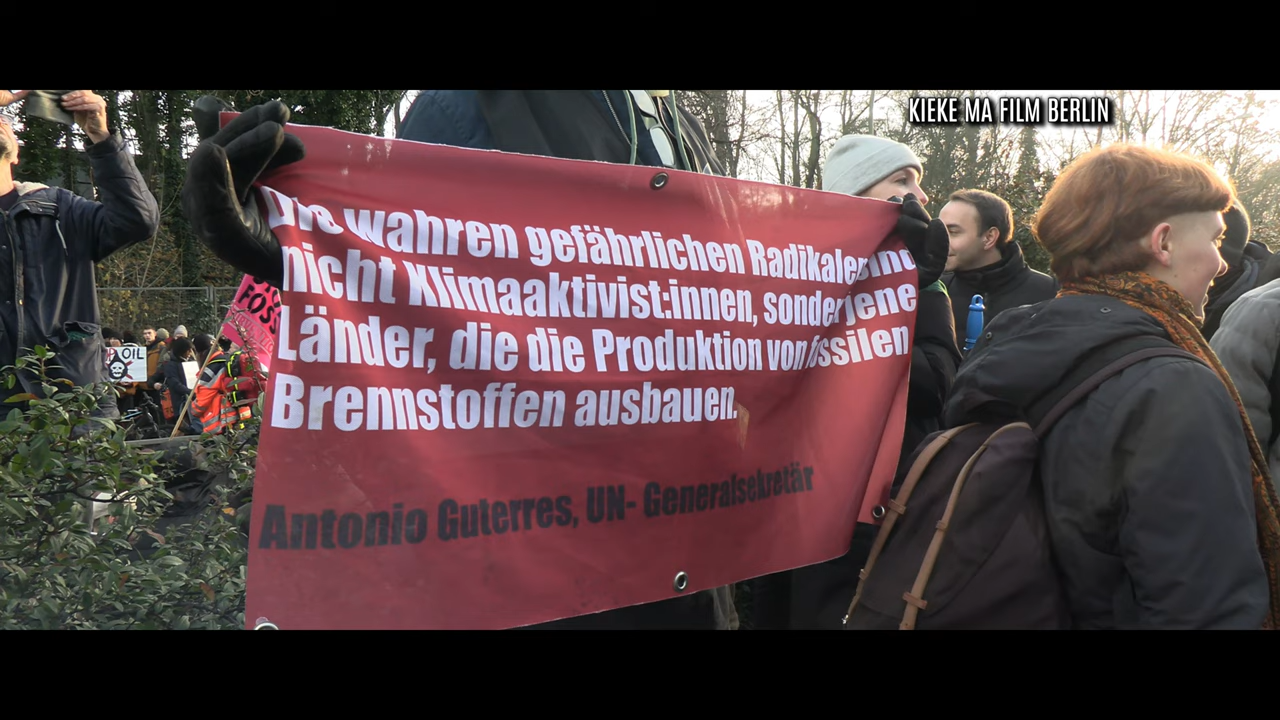 KIEKE MA FILM BERLIN
Die wahren gefährlichen Radikalen sind
nicht Klimaaktivist:innen, sondern jene
Länder, die die Produktion von fossilen
Brennstoffen ausbauen.
Antonio Guterres, UN- Generalsekretär
FOSS
OIL